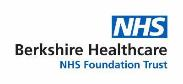 NHS
Berkshire Healthcare
NHS Foundation Trust